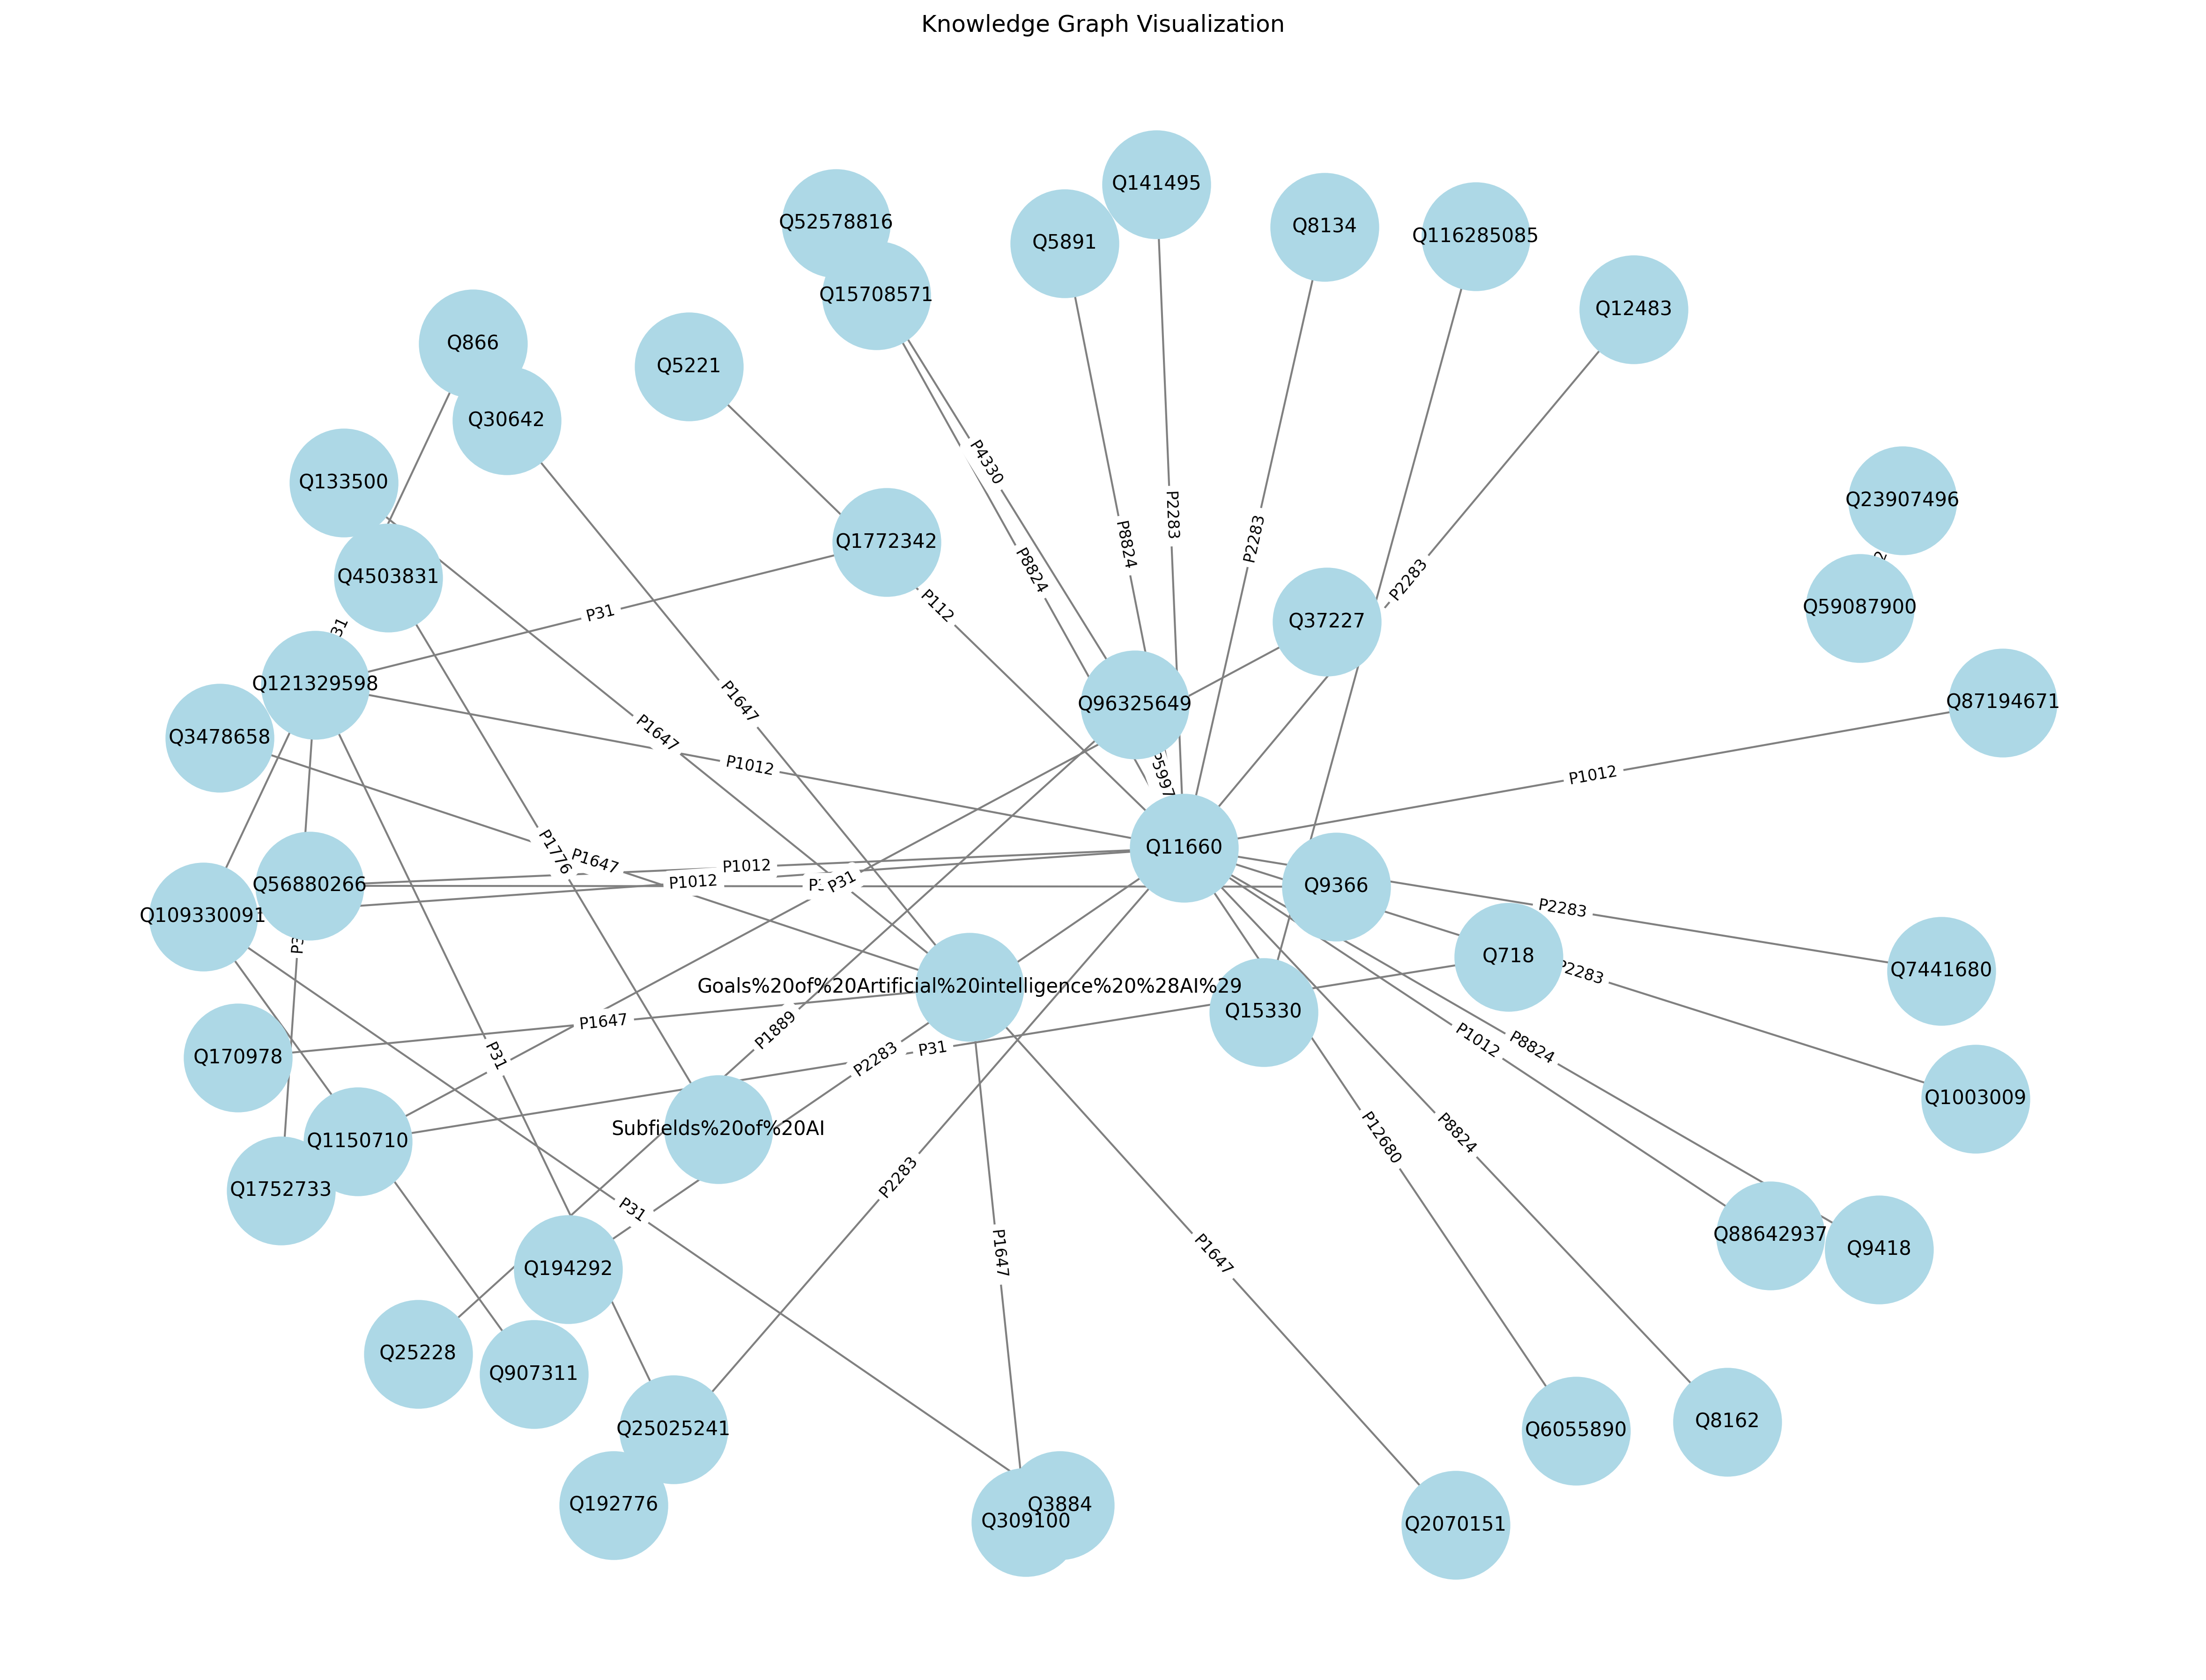 Knowledge Graph Visualization
Q141495
Q52578816
Q8134
Q116285085
Q5891
Q15708571
Q12483
Q866
Q5221
Q30642
P4330
Q133500
Q23907496
P2283
P8824
P2283
Q1772342
P8824
P2283
Q4503831
Q59087900
P112
P31
Q37227
Q121329598
P1647
Q96325649
Q87194671
P1647
Q3478658
P1012
P5997
P1012
Q11660
P1776
P1647
P1012
P1012
P31
Q56880266
Q9366
P2283
Q109330091
Q718
P2283
Q7441680
Goals%20of%20Artificial%20intelligence%20%28AI%29
Q15330
P1647
P1889
P1012
P8824
P31
P2283
P31
Q170978
Q1003009
Subfields%20of%20AI
P8824
P12680
Q1150710
P2283
Q1752733
P31
Q88642937
Q9418
P1647
P1647
Q194292
Q25228
Q907311
Q25025241
Q8162
Q6055890
Q192776
Q3884
Q309100
Q2070151